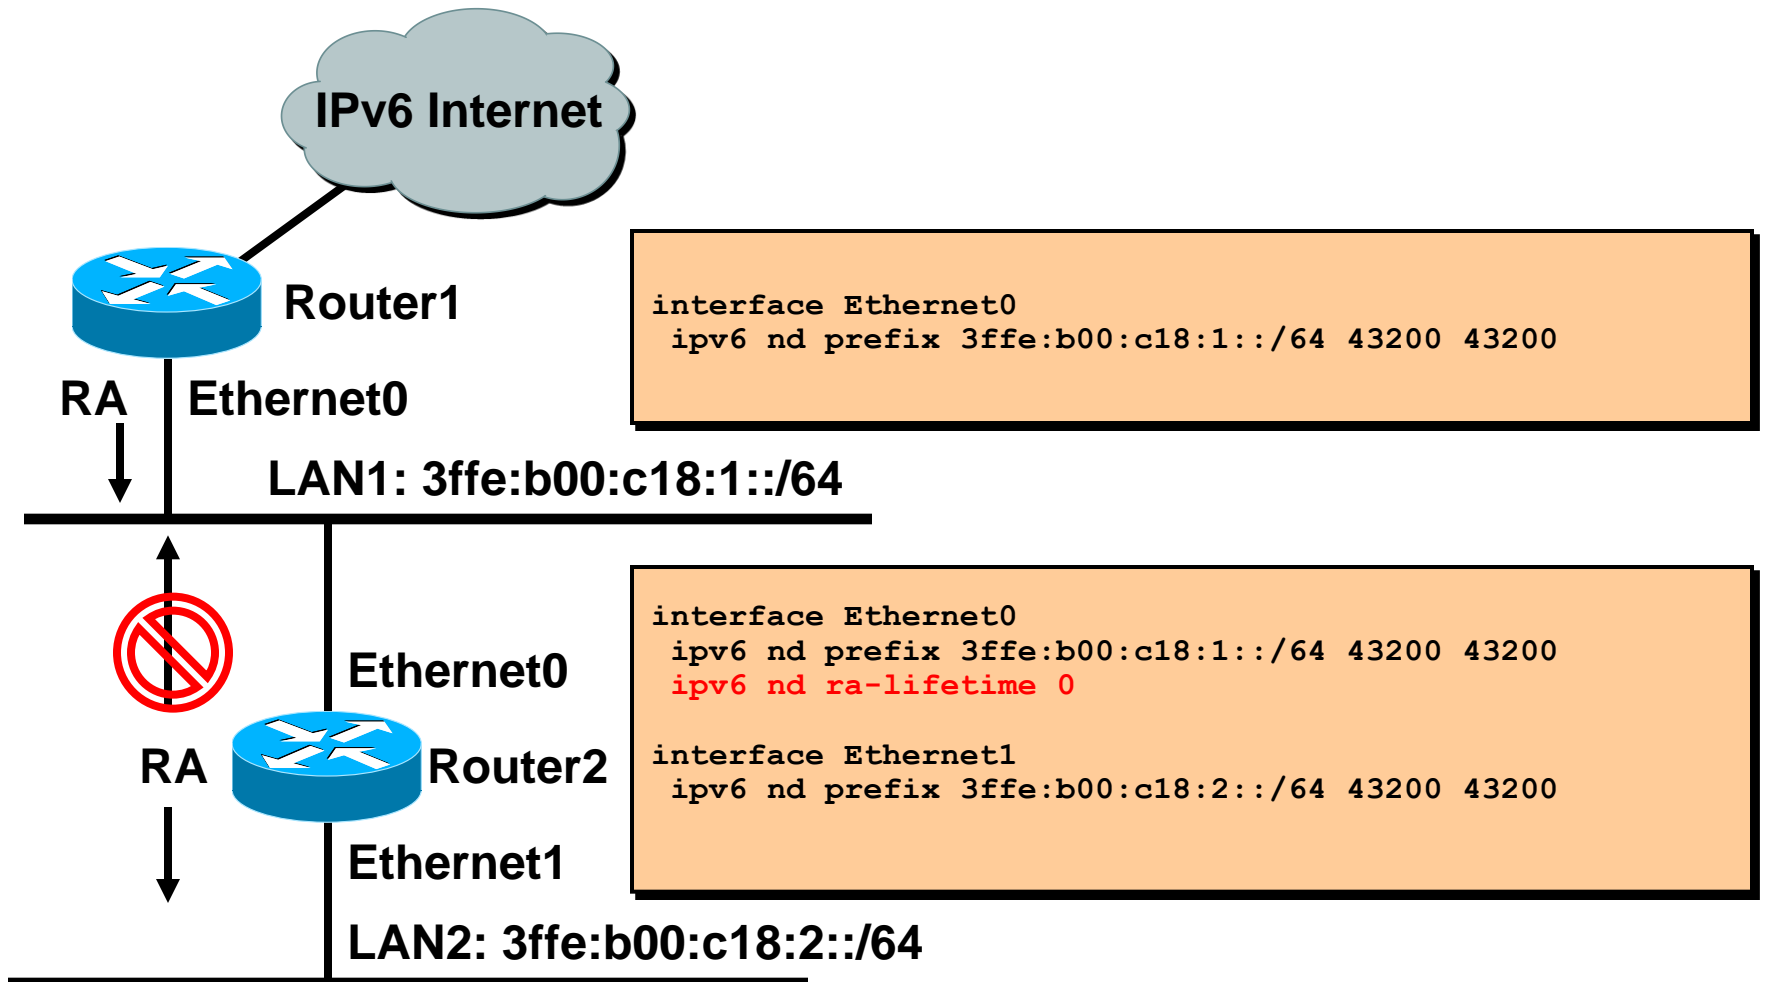 IPv6 Internet
Router1
interface Ethernet0
ipv6 nd prefix 3ffe:b00:c18:1::/64 43200 43200
RA
Ethernet0
LAN1: 3ffe:b00:c18:1::/64
Ethernet0
RA
Router2
interface Ethernet0
ipv6 nd prefix 3ffe:b00:c18:1::/64 43200 43200
ipv6 nd ra-lifetime 0
interface Ethernet1
ipv6 nd prefix 3ffe:b00:c18:2::/64 43200 43200
Ethernet1
LAN2: 3ffe:b00:c18:2::/64